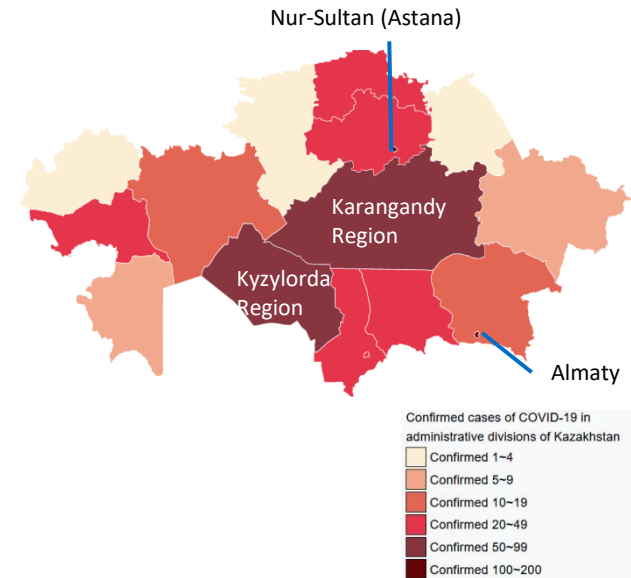 Nur-Sultan (Astana)
Karangandy
Region
Kyzylorda
Region
Almaty
Confirmed cases of COVID-19 in
administrative divisions of Kazakhstan
Confirmed 1~4
Confirmed 5~9
Confirmed 10~19
Confirmed 20~49
Confirmed 50~99
Confirmed 100~200